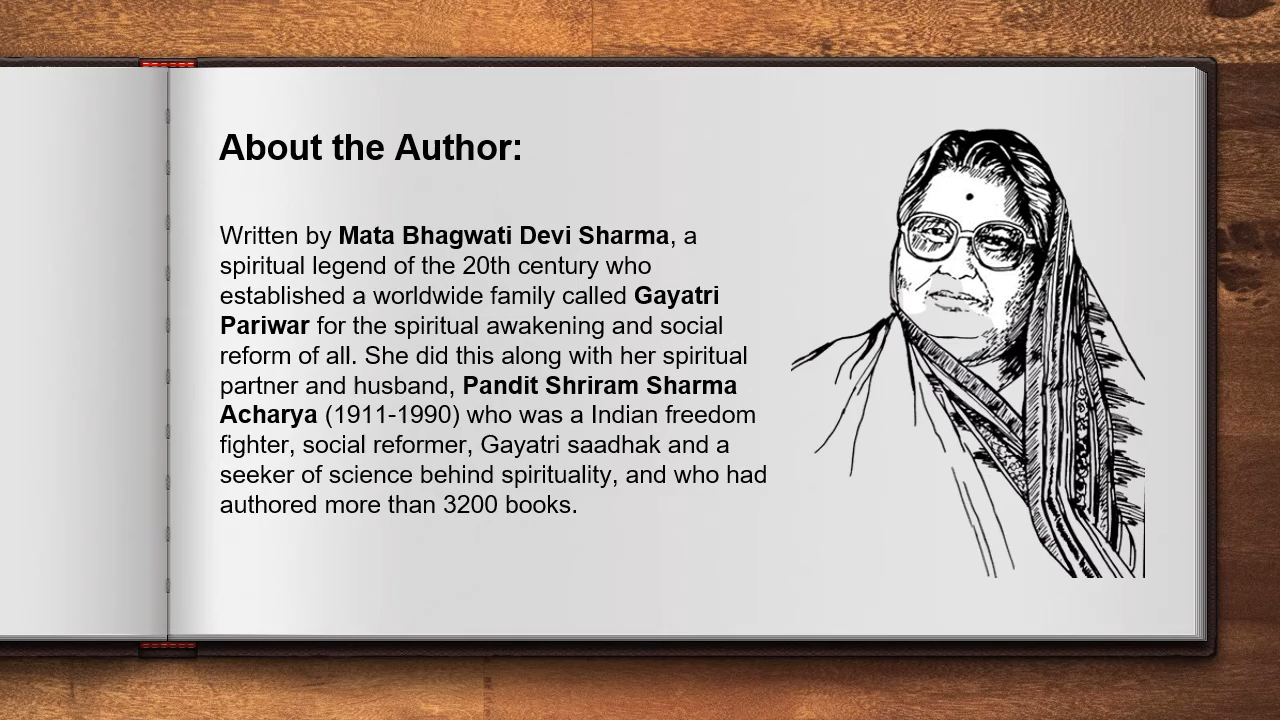 About the Author:
Written by Mata Bhagwati Devi Sharma, a
spiritual legend of the 20th century who
established a worldwide family called Gayatri
Pariwar for the spiritual awakening and social
reform of all. She did this along with her spiritual
partner and husband, Pandit Shriram Sharma
Acharya (1911-1990) who was a Indian freedom
fighter, social reformer, Gayatri saadhak and a
seeker of science behind spirituality, and who had
authored more than 3200 books.